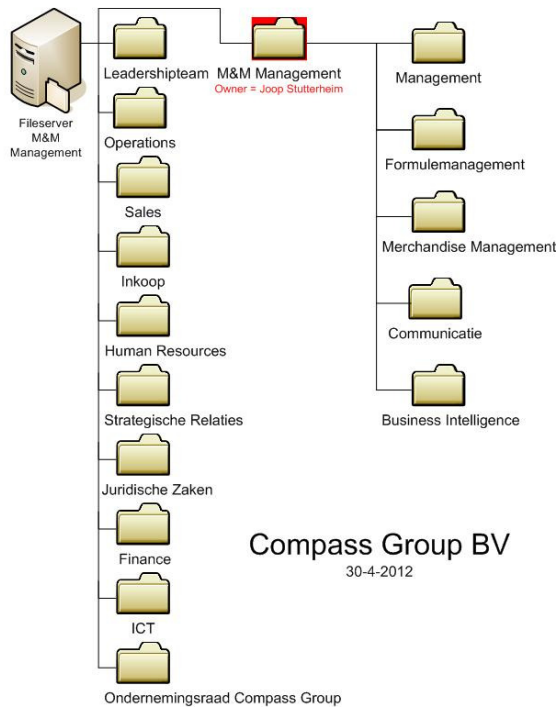 Fileserver
M&M
Management
Leadershipteam
Operations
Sales
Inkoop
Human Resources
Strategische Relaties
Juridische Zaken
Finance
ICT
Ondernemingsraad Compass Group
M&M Management
Owner = Joop Stutterheim
Management
Formulemanagement
Merchandise Management
Communicatie
Business Intelligence
Compass Group BV
30-4-2012